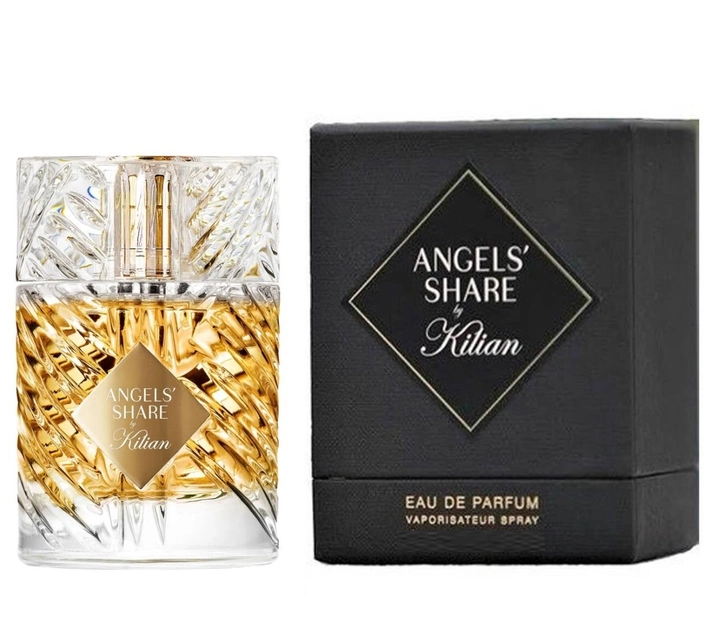 ANGELS'
SHARE
by
Kilian
ANGELS'
SHARE
by
Kilian
EAU DE PARFUM
VAPORISATEUR SPRAY